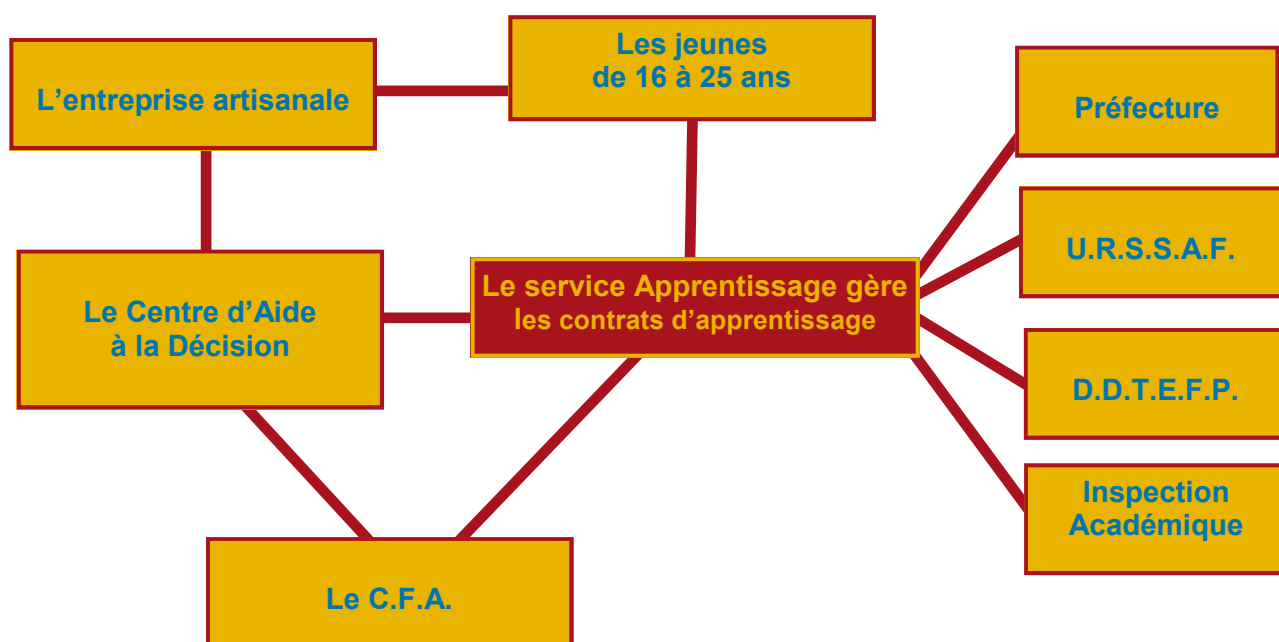 Les jeunes
de 16 à 25 ans
L'entreprise artisanale
Préfecture
U.R.S.S.A.F.
Le service Apprentissage gère
les contrats d'apprentissage
Le Centre d'Aide
à la Décision
D.D.T.E.F.P.
Inspection
Académique
Le C.F.A.